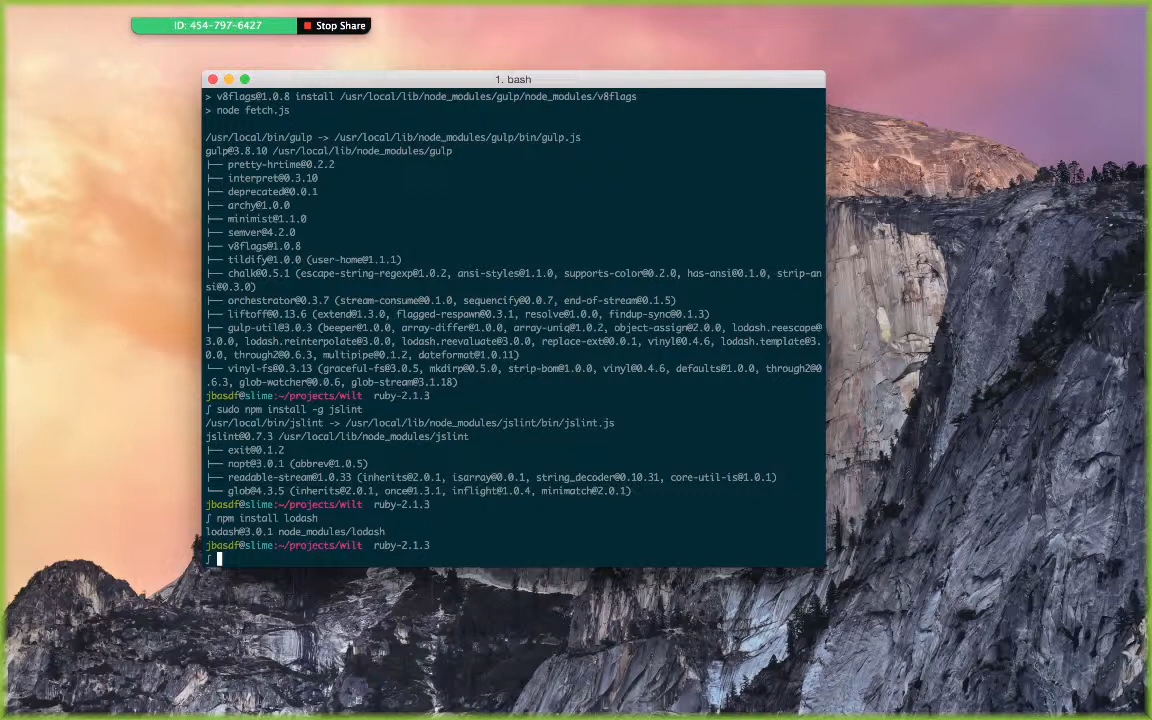 ID: 454-797-6427
Stop Share
1. bash
> v8flags@1.0.8 install /usr/local/lib/node_modules/gulp/node_modules/v8flags
> node fetch.js
/usr/local/bin/gulp -> /usr/local/lib/node_modules/gulp/bin/gulp.js
gulp@3.8.10 /usr/local/lib/node_modules/gulp
├── pretty-hrtime@0.2.2
├── interpret@0.3.10
├── deprecated@0.0.1
├── archy@1.0.0
├── minimist@1.1.0
├── semver@4.2.0
├── v8flags@1.0.8
├── tildify@1.0.0 (user-home@1.1.1)
├── chalk@0.5.1 (escape-string-regexp@1.0.2, ansi-styles@1.1.0, supports-color@0.2.0, has-ansi@0.1.0, strip-an
si@0.3.0)
├── orchestrator@0.3.7 (stream-consume@0.1.0, sequencify@0.0.7, end-of-stream@0.1.5)
├── liftoff@0.13.6 (extend@1.3.0, flagged-respawn@0.3.1, resolve@1.0.0, findup-sync@0.1.3)
├── gulp-util@3.0.3 (beeper@1.0.0, array-differ@1.0.0, array-uniq@1.0.2, object-assign@2.0.0, lodash.reescape@
3.0.0, lodash.reinterpolate@3.0.0, lodash.reevaluate@3.0.0, replace-ext@0.0.1, vinyl@0.4.6, lodash.template@3.
0.0, through2@0.6.3, multipipe@0.1.2, dateformat@1.0.11)
└── vinyl-fs@0.3.13 (graceful-fs@3.0.5, mkdirp@0.5.0, strip-bom@1.0.0, vinyl@0.4.6, defaults@1.0.0, through2@0
.6.3, glob-watcher@0.0.6, glob-stream@3.1.18)
jbasdf@slime:~/projects/wilt  ruby-2.1.3
∫ sudo npm install -g jslint
/usr/local/bin/jslint -> /usr/local/lib/node_modules/jslint/bin/jslint.js
jslint@0.7.3 /usr/local/lib/node_modules/jslint
├── exit@0.1.2
├── nopt@3.0.1 (abbrev@1.0.5)
├── readable-stream@1.0.33 (inherits@2.0.1, isarray@0.0.1, string_decoder@0.10.31, core-util-is@1.0.1)
└── glob@4.3.5 (inherits@2.0.1, once@1.3.1, inflight@1.0.4, minimatch@2.0.1)
jbasdf@slime:~/projects/wilt  ruby-2.1.3
∫ npm install lodash
lodash@3.0.1 node_modules/lodash
jbasdf@slime:~/projects/wilt  ruby-2.1.3
∫